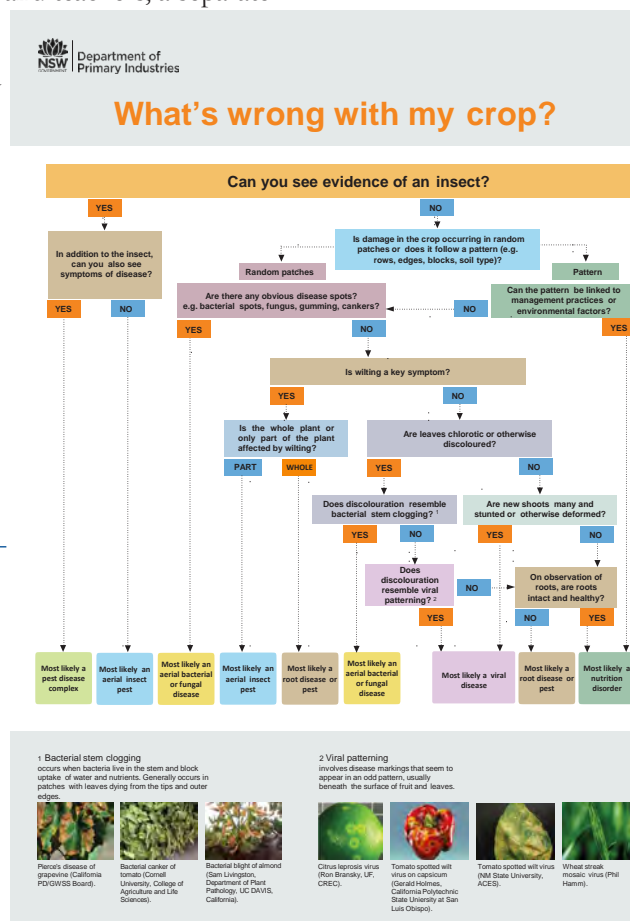 and teachers, a separate
NSW
GOVERNMENT
Department of
Primary Industries
What's wrong with my crop?
Can you see evidence of an insect?
YES
NO
In addition to the insect,
can you also see
symptoms of disease?
Is damage in the crop occurring in random
patches or does it follow a pattern (e.g.
rows, edges, blocks, soil type)?
Random patches
Pattern
YES
NO
Are there any obvious disease spots?
e.g. bacterial spots, fungus, gumming, cankers?
NO
Can the pattern be linked to
management practices or
environmental factors?
YES
NO
YES
Is wilting a key symptom?
YES
NO
Is the whole plant or
only part of the plant
affected by wilting?
Are leaves chlorotic or otherwise
discoloured?
PART
WHOLE
YES
NO
Does discolouration resemble
bacterial stem clogging? 1
Are new shoots many and
stunted or otherwise deformed?
YES
NO
YES
NO
Does
discolouration
resemble viral
patterning? 2
NO
On observation of
roots, are roots
intact and healthy?
YES
NO
YES
Most likely a
pest disease
complex
Most likely an
aerial insect
pest
Most likely an
aerial bacterial
or fungal
disease
Most likely an
aerial insect
pest
Most likely a
root disease or
pest
Most likely an
aerial bacterial
or fungal
disease
Most likely a viral
disease
Most likely a
root disease or
pest
Most likely a
nutrition
disorder
1 Bacterial stem clogging
occurs when bacteria live in the stem and block
uptake of water and nutrients. Generally occurs in
patches with leaves dying from the tips and outer
edges.
2 Viral patterning
involves disease markings that seem to
appear in an odd pattern, usually
beneath the surface of fruit and leaves.
Pierce's disease of
grapevine (California
PD/GWSS Board).
Bacterial canker of
tomato (Cornell
University, College of
Agriculture and Life
Sciences).
Bacterial blight of almond
(Sam Livingston,
Department of Plant
Pathology, UC DAVIS,
California).
Citrus leprosis virus
(Ron Bransky, UF,
CREC).
Tomato spotted wilt
virus on capsicum
(Gerald Holmes,
California Polytechnic
State University at San
Luis Obispo).
Tomato spotted wilt virus
(NM State University,
ACES).
Wheat streak
mosaic virus (Phil
Hamm).